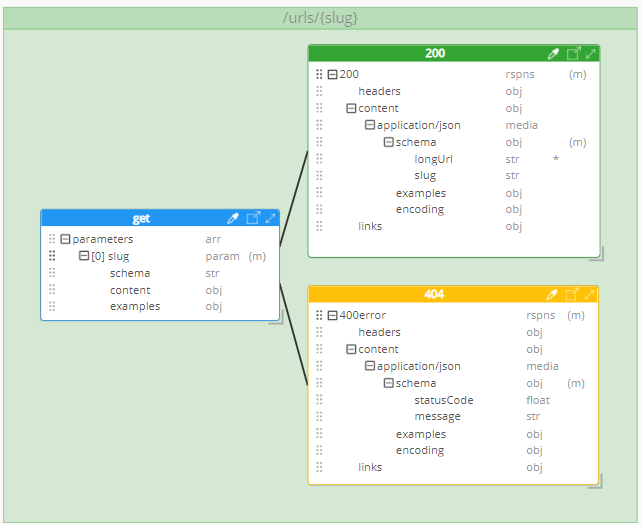 /urls/{slug}
200
200 rspns (m)
headers obj
content obj
application/json media
schema obj (m)
longUrl str *
slug str
examples obj
encoding obj
links obj
get
parameters arr
[0] slug param (m)
schema str
content obj
examples obj
404
400error rspns (m)
headers obj
content obj
application/json media
schema obj (m)
statusCode float
message str
examples obj
encoding obj
links obj